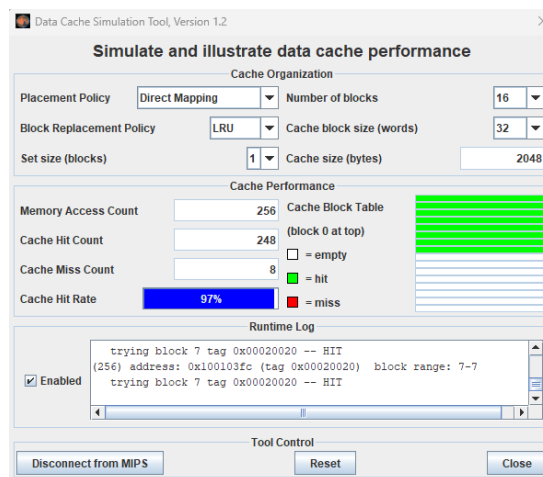 Data Cache Simulation Tool, Version 1.2
Simulate and illustrate data cache performance
Cache Organization
Placement Policy Direct Mapping Number of blocks 16
Block Replacement Policy LRU Cache block size (words) 32
Set size (blocks) 1 Cache size (bytes) 2048
Cache Performance
Memory Access Count 256 Cache Block Table
(block 0 at top)
Cache Hit Count 248
= empty
Cache Miss Count 8
= hit
Cache Hit Rate 97%
= miss
Runtime Log
Enabled
trying block 7 tag 0x00020020 -- HIT
(256) address: 0x100103fc (tag 0x00020020) block range: 7-7
trying block 7 tag 0x00020020 -- HIT
Tool Control
Disconnect from MIPS Reset Close